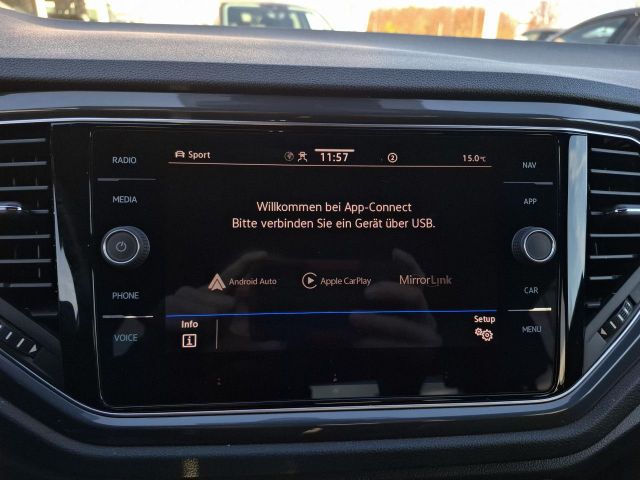 RADIO
MEDIA
PHONE
VOICE
Sport
11:57
2
15.0°C
Willkommen bei App-Connect
Bitte verbinden Sie ein Gerät über USB.
Android Auto
Apple CarPlay
MirrorLink
Info
i
Setup
NAV
APP
CAR
MENU